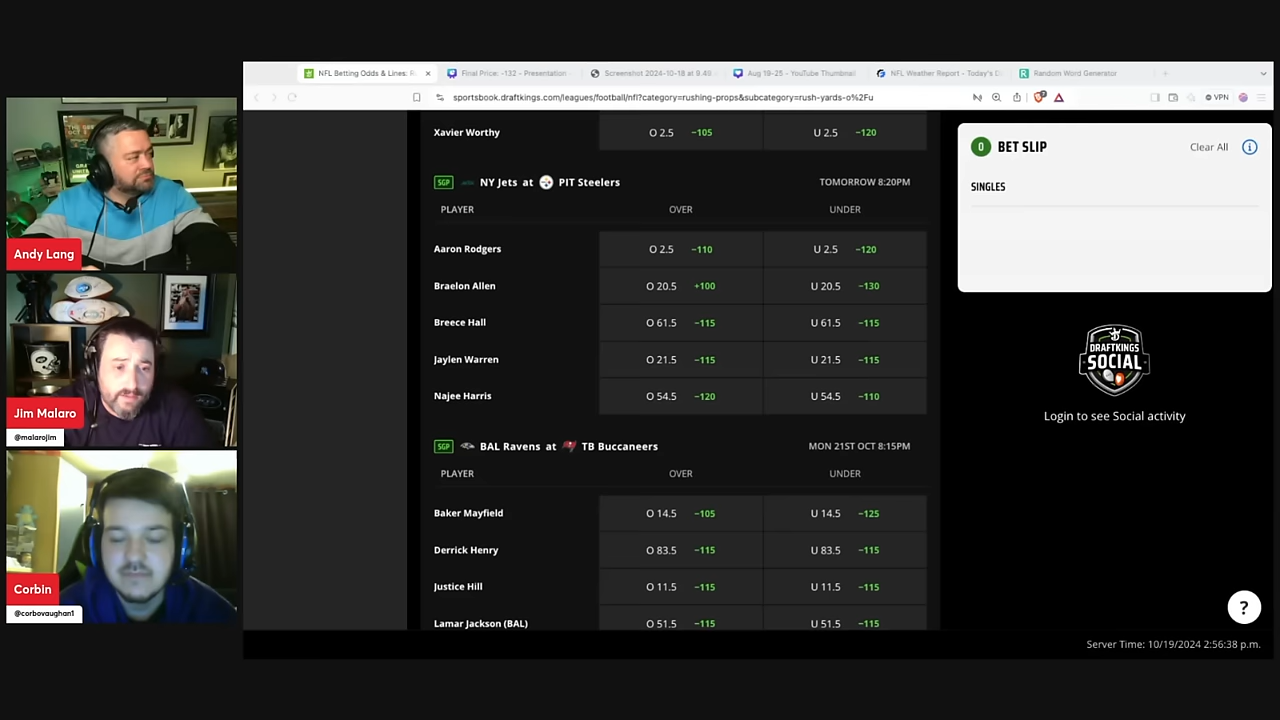 NFL Betting Odds & Lines: Ru
Final Price: -132 - Presentation
Screenshot 2024-10-18 at 9.40
Aug 19-25 - YouTube Thumbnail
NFL Weather Report - Today's D
Random Word Generator
sportsbook.draftkings.com/leagues/football/nfl?category=rushing-props&subcategory=rush-yards-o%2Fu
VPN
Xavier Worthy O 2.5 −105 U 2.5 −120
SGP NY Jets at PIT Steelers TOMORROW 8:20PM
PLAYER OVER UNDER
Aaron Rodgers O 2.5 −110 U 2.5 −120
Braelon Allen O 20.5 +100 U 20.5 −130
Breece Hall O 61.5 −115 U 61.5 −115
Jaylen Warren O 21.5 −115 U 21.5 −115
Najee Harris O 54.5 −120 U 54.5 −110
SGP BAL Ravens at TB Buccaneers MON 21ST OCT 8:15PM
PLAYER OVER UNDER
Baker Mayfield O 14.5 −105 U 14.5 −125
Derrick Henry O 83.5 −115 U 83.5 −115
Justice Hill O 11.5 −115 U 11.5 −115
Lamar Jackson (BAL) O 51.5 −115 U 51.5 −115
0 BET SLIP Clear All
SINGLES
DRAFTKINGS
SOCIAL
Login to see Social activity
?
Server Time: 10/19/2024 2:56:38 p.m.
Andy Lang
Jim Malaro
@malarojim
Corbin
@corbovaughan1